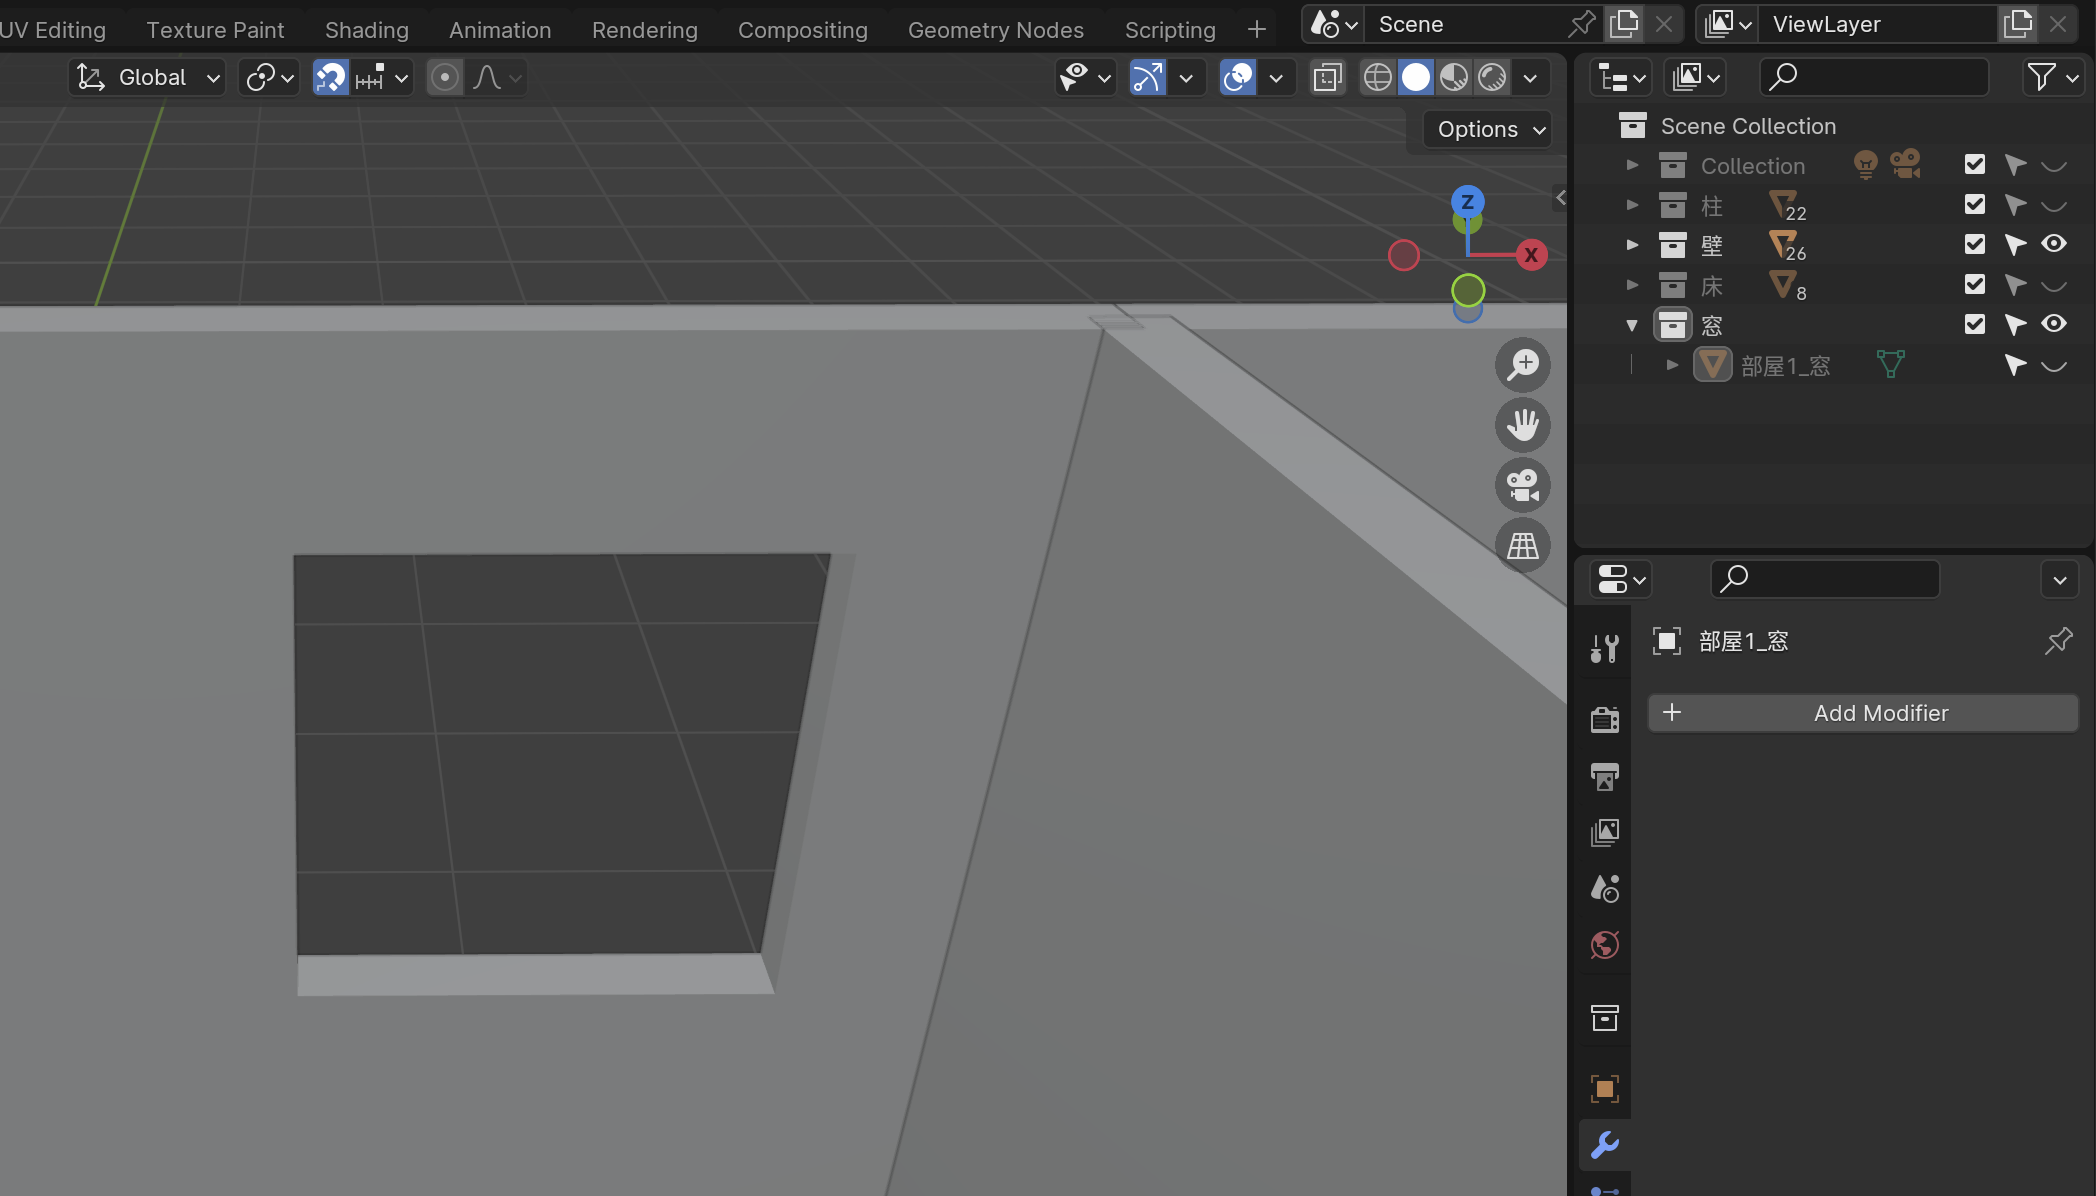 UV Editing Texture Paint Shading Animation Rendering Compositing Geometry Nodes Scripting Scene ViewLayer
Global
Options
Z
X
Scene Collection
Collection
柱 22
壁 26
床 8
窓
部屋1_窓
部屋1_窓
Add Modifier